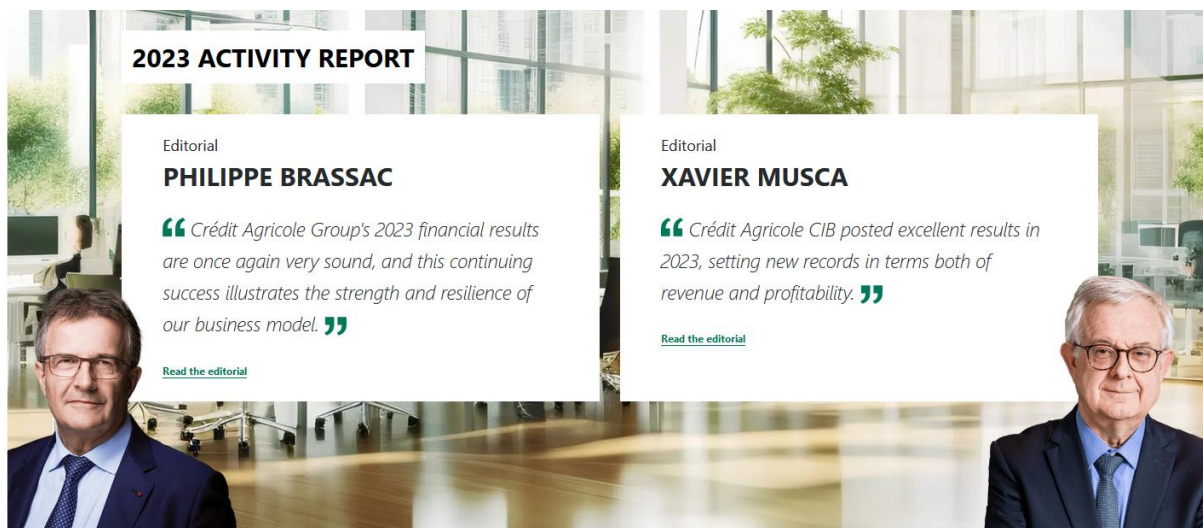 2023 ACTIVITY REPORT
Editorial
PHILIPPE BRASSAC
“ Crédit Agricole Group's 2023 financial results
are once again very sound, and this continuing
success illustrates the strength and resilience of
our business model. ”
Read the editorial
Editorial
XAVIER MUSCA
“ Crédit Agricole CIB posted excellent results in
2023, setting new records in terms both of
revenue and profitability. ”
Read the editorial